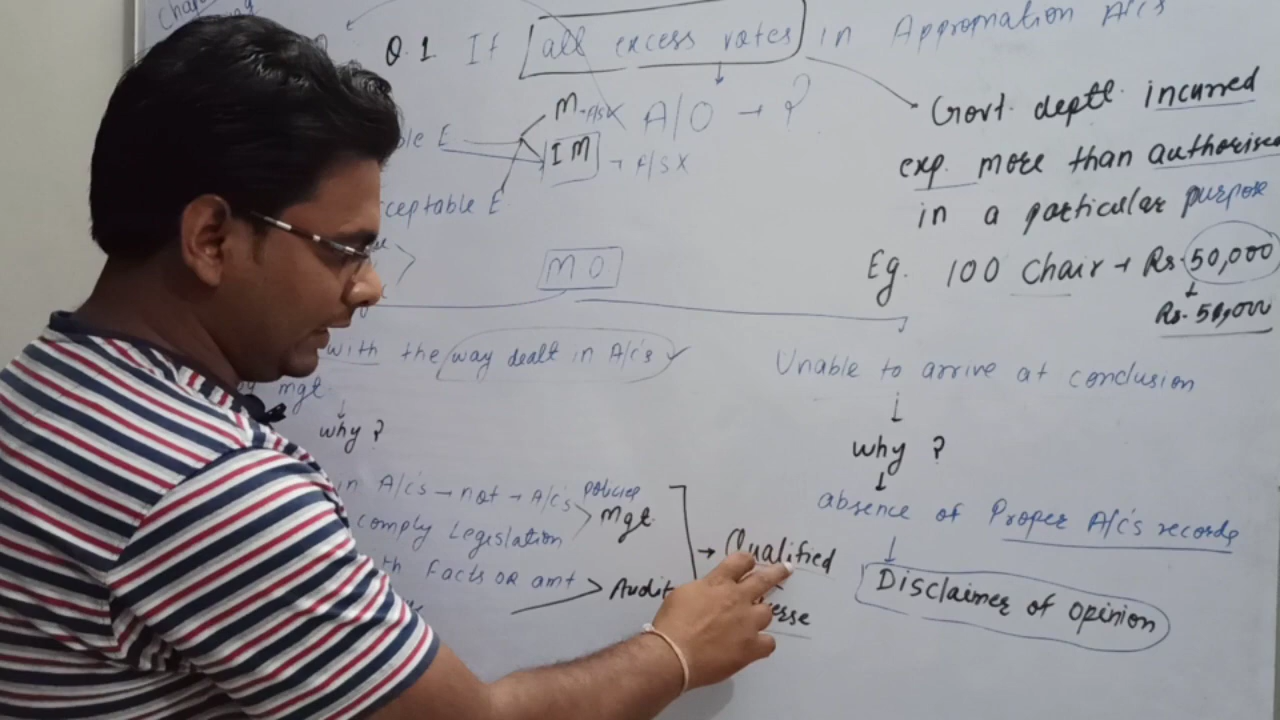 Q.1 If all excess votes in Appromation A/c's
M → A/s
A/O → ?
IM → A/s X
ble E
ceptable E
Govt. deptt. incurred
exp. more than authorised
in a particular purpose
Eg. 100 Chair → Rs. 50,000
Rs. 50,000
MO
with the way dealt in A/c's ✓
mgt
why ?
in A/c's → not → A/c's policies
Mgt.
comply Legislation
th Facts or amt
Audit
→ Qualified
erse
Unable to arrive at conclusion
why ?
absence of Proper A/c's records
Disclaimer of opinion